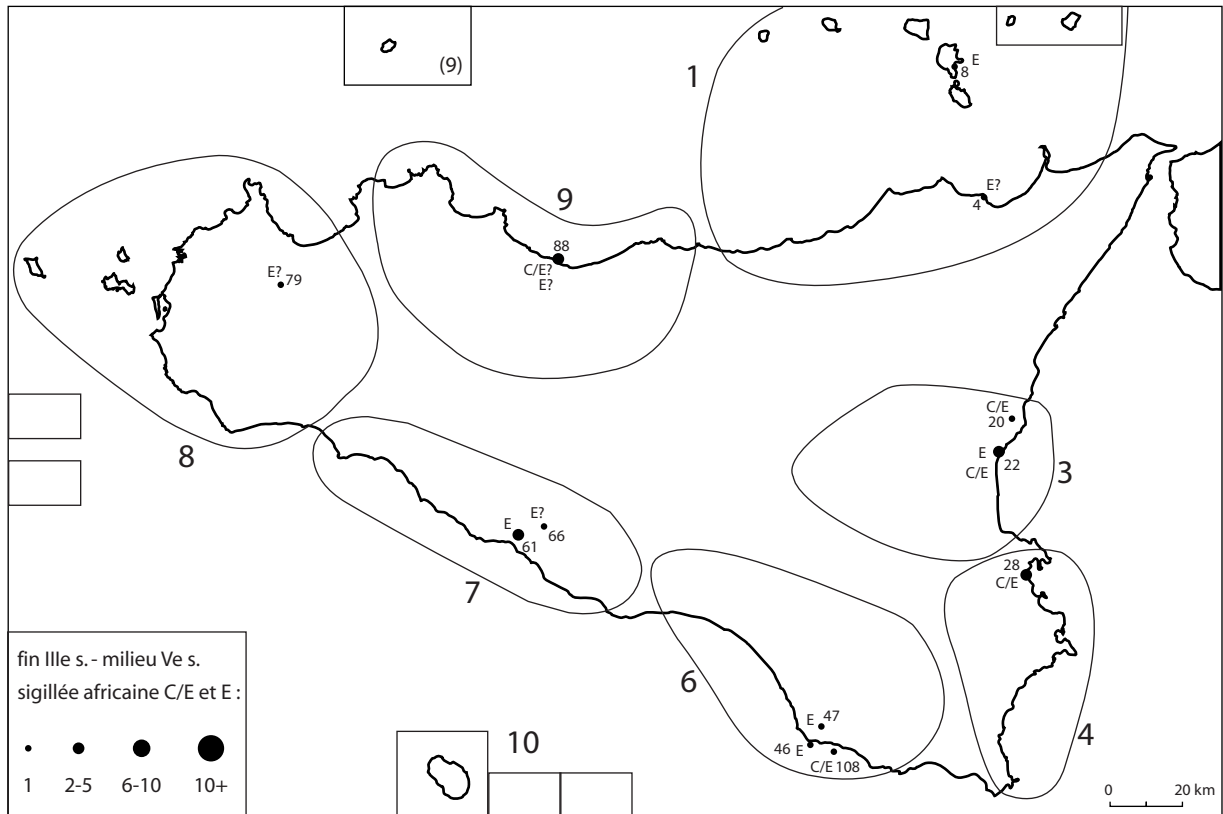 (9)
1
E
8
9
E?
4
88
C/E?
E?
E? 79
8
C/E
20
E
22
C/E
3
E?
E
66
61
7
28
C/E
6
4
E 47
46 E
C/E 108
10
fin IIIe s. - milieu Ve s.
sigillée africaine C/E et E :
1 2-5 6-10 10+
0 20 km